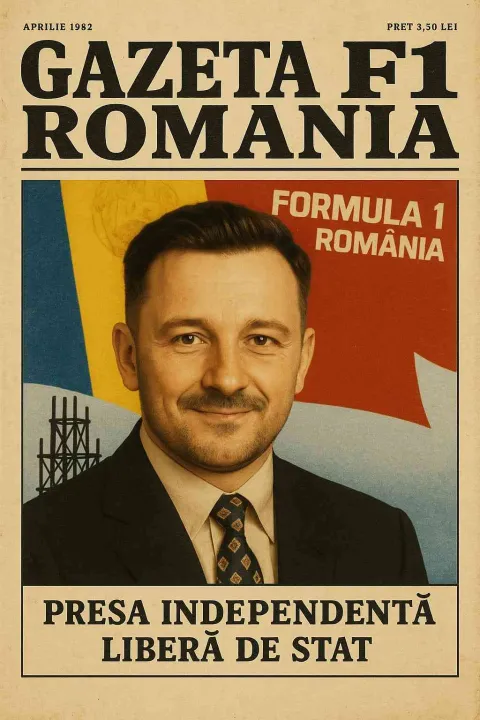 APRILIE 1982
PRET 3,50 LEI
GAZETA F1
ROMANIA
FORMULA 1
ROMÂNIA
PRESA INDEPENDENTĂ
LIBERĂ DE STAT